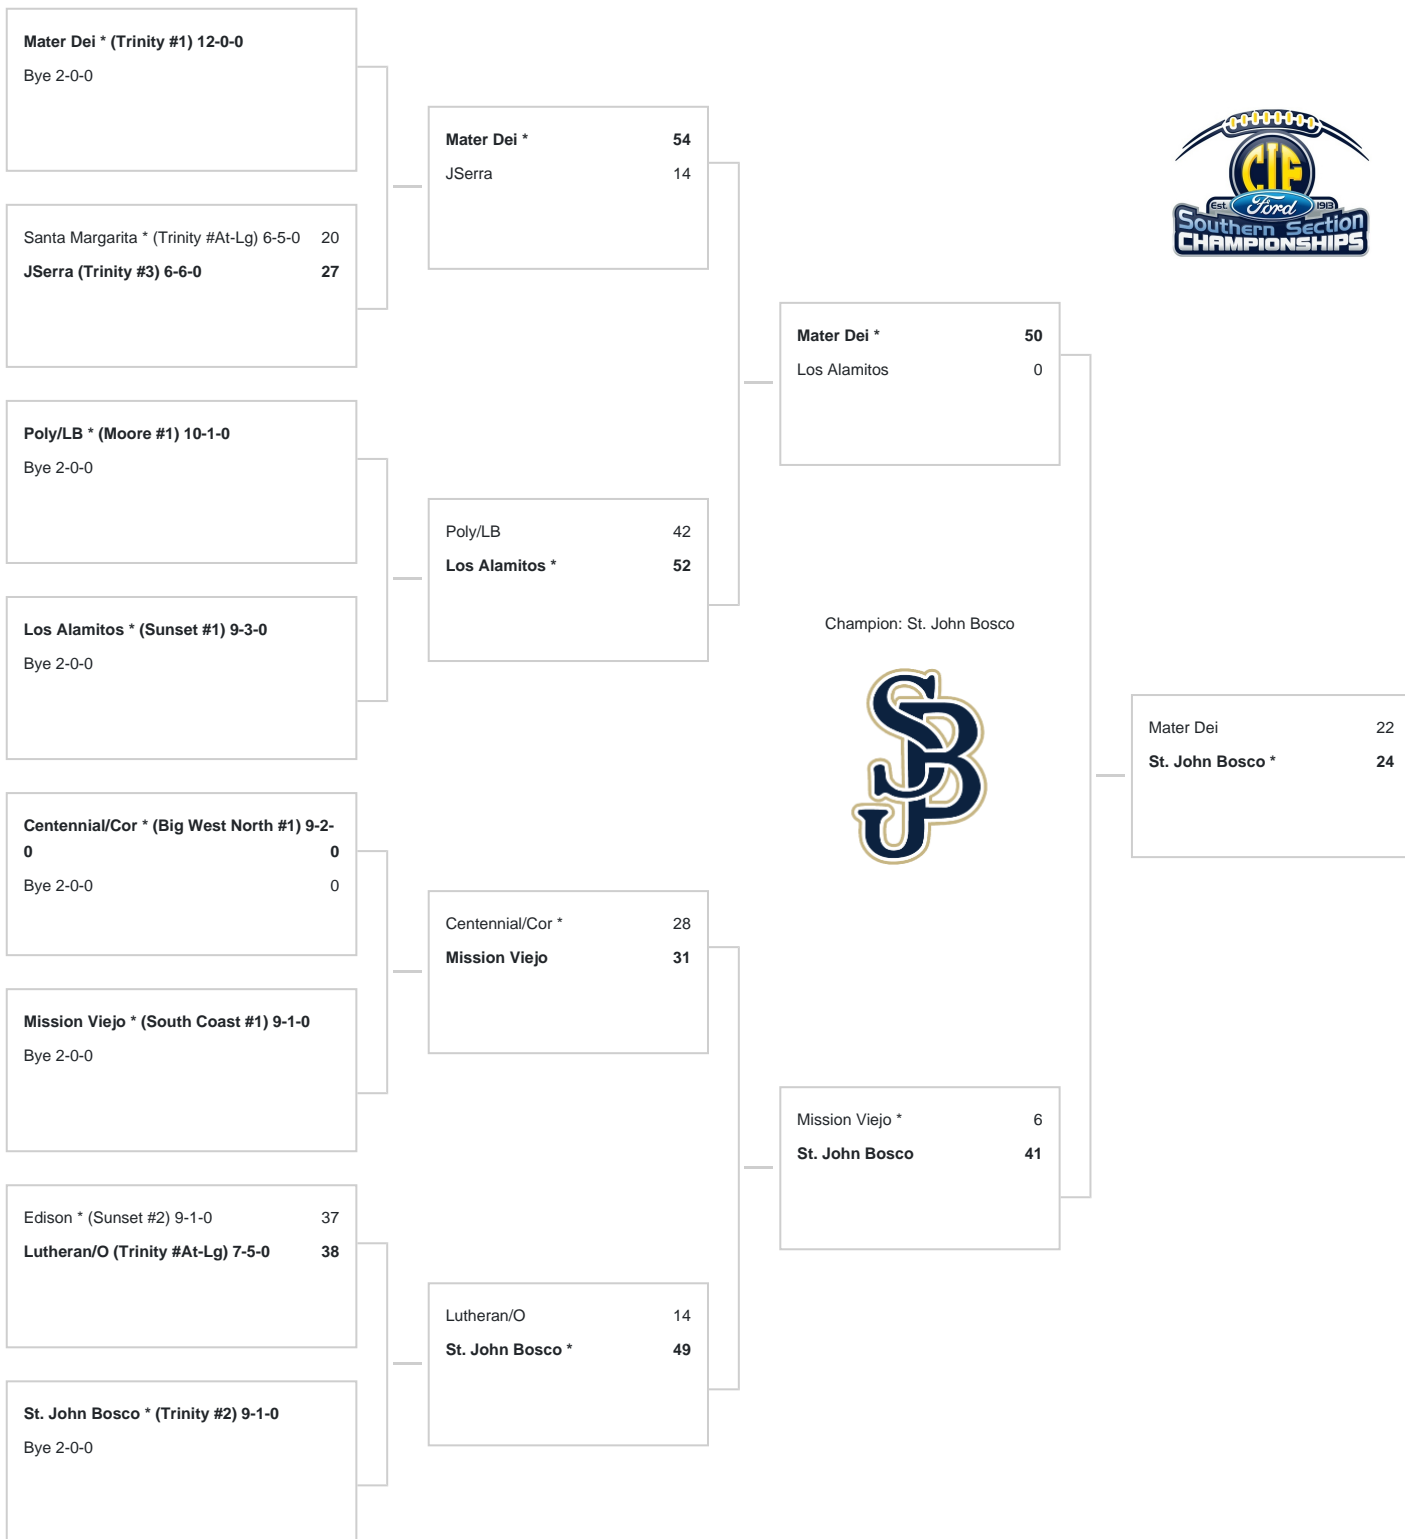 Mater Dei * (Trinity #1) 12-0-0
Bye 2-0-0
Santa Margarita * (Trinity #At-Lg) 6-5-0 20
JSerra (Trinity #3) 6-6-0 27
Poly/LB * (Moore #1) 10-1-0
Bye 2-0-0
Los Alamitos * (Sunset #1) 9-3-0
Bye 2-0-0
Centennial/Cor * (Big West North #1) 9-2-
0 0
Bye 2-0-0 0
Mission Viejo * (South Coast #1) 9-1-0
Bye 2-0-0
Edison * (Sunset #2) 9-1-0 37
Lutheran/O (Trinity #At-Lg) 7-5-0 38
St. John Bosco * (Trinity #2) 9-1-0
Bye 2-0-0
Mater Dei * 54
JSerra 14
Poly/LB 42
Los Alamitos * 52
Centennial/Cor * 28
Mission Viejo 31
Lutheran/O 14
St. John Bosco * 49
Mater Dei * 50
Los Alamitos 0
Mission Viejo * 6
St. John Bosco 41
Champion: St. John Bosco
SJB
Mater Dei 22
St. John Bosco * 24
CIF
Est. Ford 1913
Southern Section
CHAMPIONSHIPS